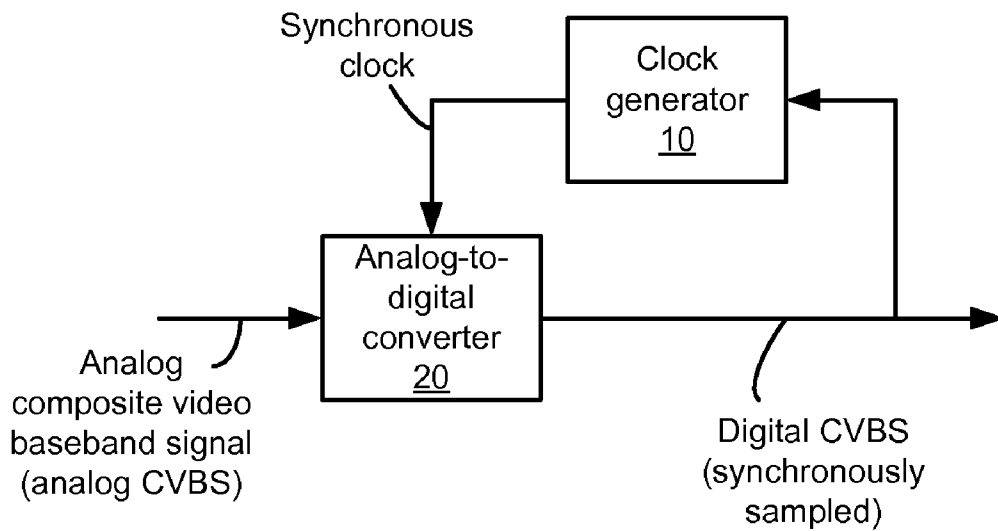 Synchronous
clock
Clock
generator
10
Analog-to-
digital
converter
20
Analog
composite video
baseband signal
(analog CVBS)
Digital CVBS
(synchronously
sampled)